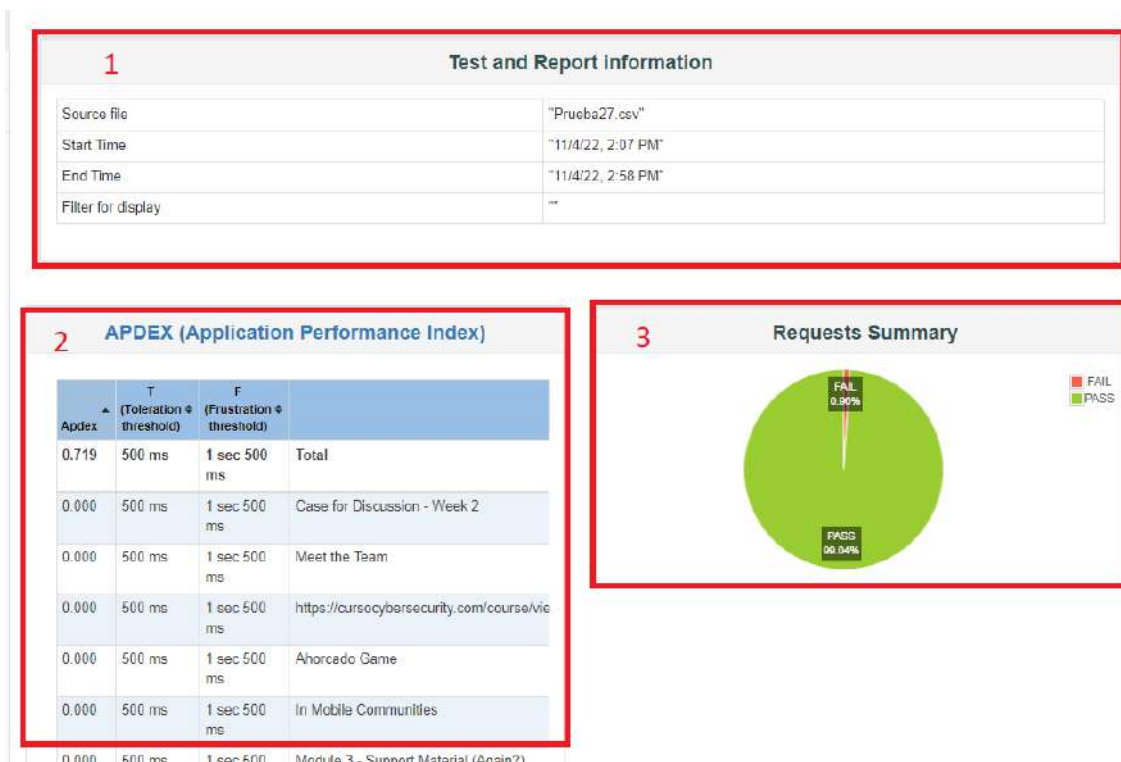 1
Test and Report information
Source file "Prueba27.csv"
Start Time "11/4/22, 2:07 PM"
End Time "11/4/22, 2:58 PM"
Filter for display ""
2
APDEX (Application Performance Index)
Apdex
T (Toleration threshold)
F (Frustration threshold)
0.719 500 ms 1 sec 500 ms Total
0.000 500 ms 1 sec 500 ms Case for Discussion - Week 2
0.000 500 ms 1 sec 500 ms Meet the Team
0.000 500 ms 1 sec 500 ms https://cursocybersecurity.com/course/vie
0.000 500 ms 1 sec 500 ms Ahorcado Game
0.000 500 ms 1 sec 500 ms In Mobile Communities
0.000 500 ms 1 sec 500 Module 3 - Support Material (Again?)
3
Requests Summary
FAIL
PASS
FAIL
PASS